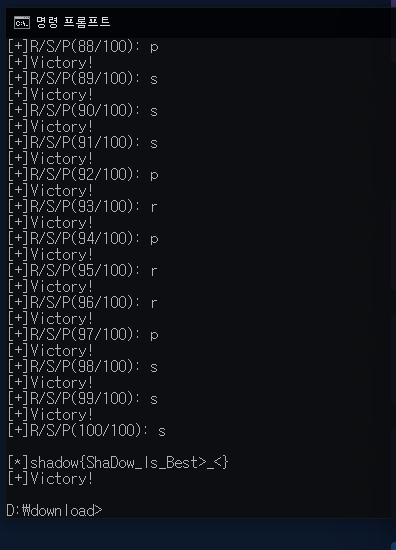 명령 프롬프트
[+]R/S/P(88/100): p
[+]Victory!
[+]R/S/P(89/100): s
[+]Victory!
[+]R/S/P(90/100): s
[+]Victory!
[+]R/S/P(91/100): s
[+]Victory!
[+]R/S/P(92/100): p
[+]Victory!
[+]R/S/P(93/100): r
[+]Victory!
[+]R/S/P(94/100): p
[+]Victory!
[+]R/S/P(95/100): r
[+]Victory!
[+]R/S/P(96/100): r
[+]Victory!
[+]R/S/P(97/100): p
[+]Victory!
[+]R/S/P(98/100): s
[+]Victory!
[+]R/S/P(99/100): s
[+]Victory!
[+]R/S/P(100/100): s
[*]shadow{ShaDow_Is_Best>_<}
[+]Victory!
D:₩download>